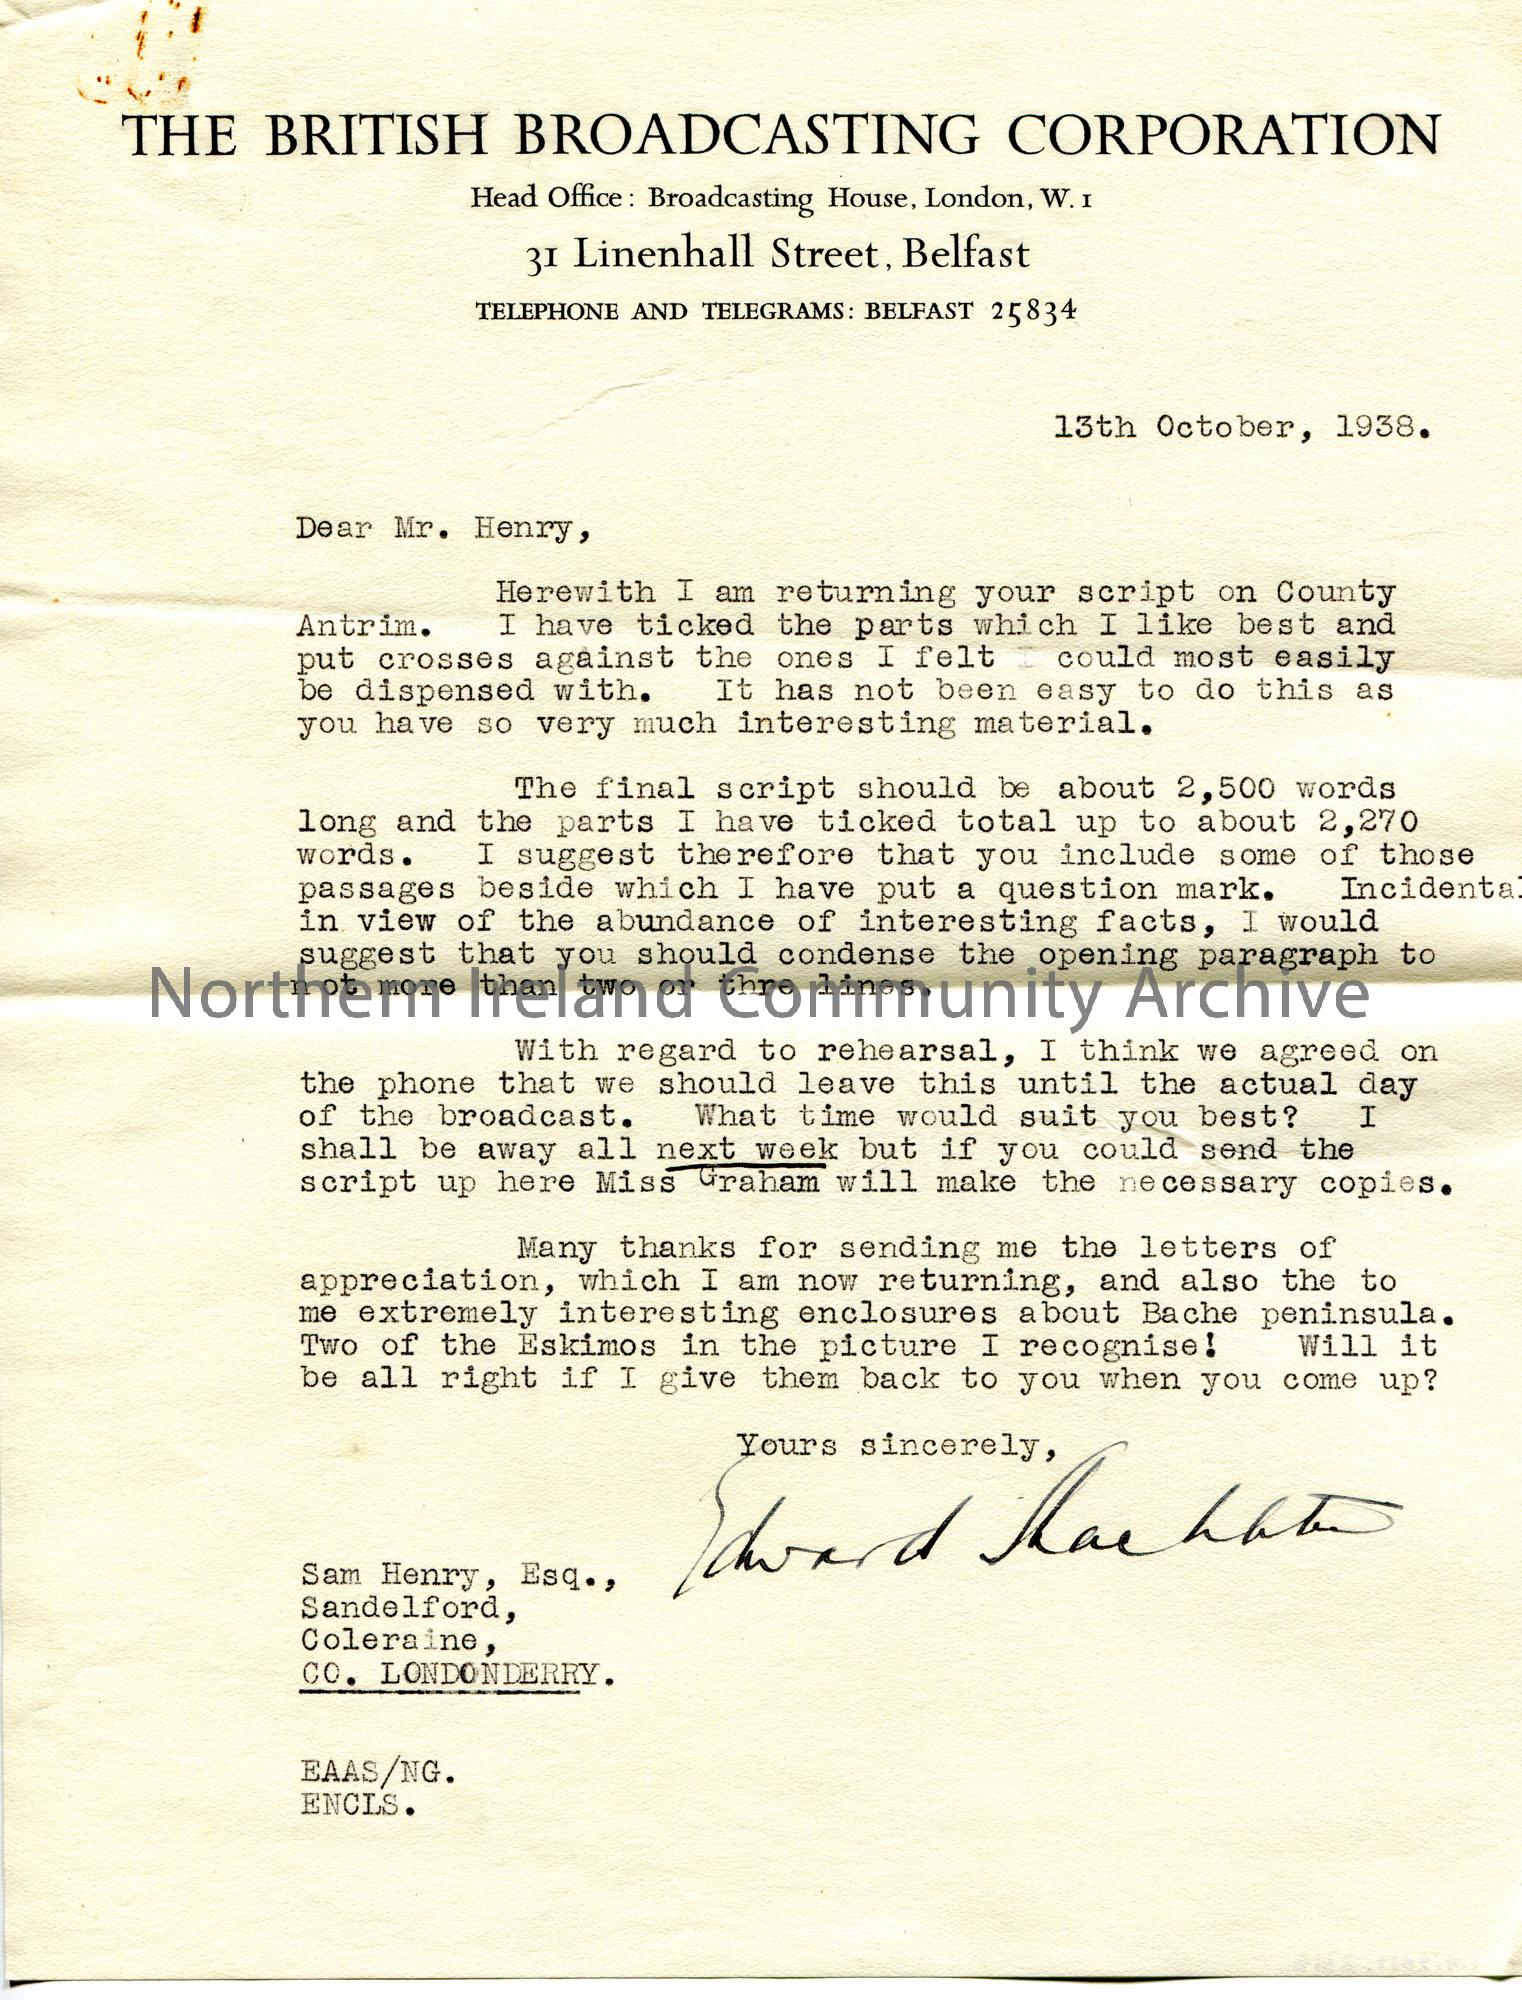 THE BRITISH BROADCASTING CORPORATION
Head Office: Broadcasting House, London, W. 1
31 Linenhall Street, Belfast
TELEPHONE AND TELEGRAMS: BELFAST 25834
13th October, 1938.
Dear Mr. Henry,
Herewith I am returning your script on County
Antrim. I have ticked the parts which I like best and
put crosses against the ones I felt I could most easily
be dispensed with. It has not been easy to do this as
you have so very much interesting material.
The final script should be about 2,500 words
long and the parts I have ticked total up to about 2,270
words. I suggest therefore that you include some of those
passages beside which I have put a question mark. Incidental
in view of the abundance of interesting facts, I would
suggest that you should condense the opening paragraph to
not more than two or thre lines.
Northern Ireland Community Archive
With regard to rehearsal, I think we agreed on
the phone that we should leave this until the actual day
of the broadcast. What time would suit you best? I
shall be away all next week but if you could send the
script up here Miss Graham will make the necessary copies.
Many thanks for sending me the letters of
appreciation, which I am now returning, and also the to
me extremely interesting enclosures about Bache peninsula.
Two of the Eskimos in the picture I recognise! Will it
be all right if I give them back to you when you come up?
Yours sincerely,
Edward Shackleton
Sam Henry, Esq.,
Sandelford,
Coleraine,
CO. LONDONDERRY.
EAAS/NG.
ENCLS.